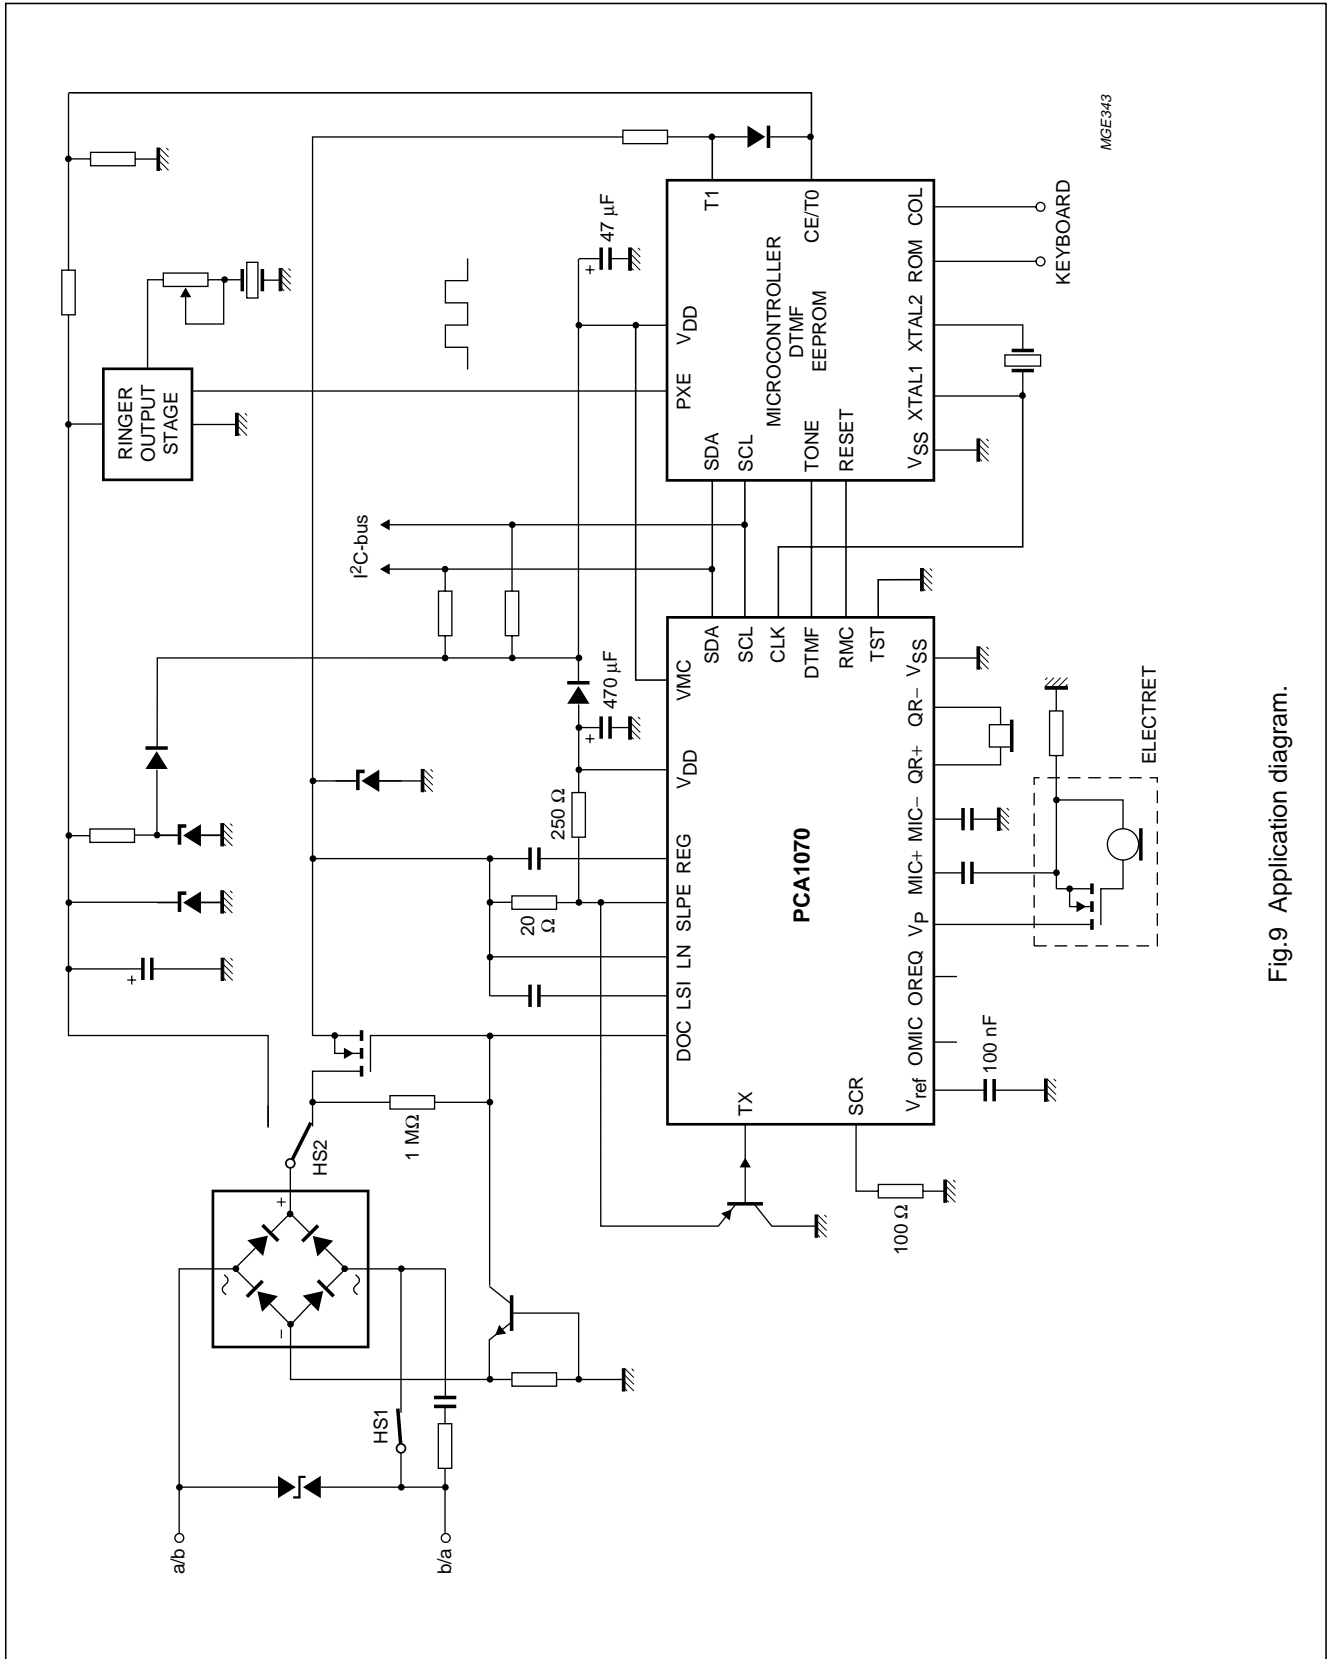 MGE343
RINGER
OUTPUT
STAGE
I²C-bus
47 µF
+
T1
CE/T0
VDD
PXE
SDA
SCL
TONE
RESET
MICROCONTROLLER
DTMF
EEPROM
VSS
XTAL1
XTAL2
ROM
COL
KEYBOARD
+
470 µF
+
250 Ω
20
Ω
VMC
VDD
REG
SLPE
LN
LSI
DOC
SDA
SCL
CLK
DTMF
RMC
TST
PCA1070
TX
SCR
Vref
OMIC
OREQ
VP
MIC+
MIC−
QR+
QR−
VSS
100 nF
100 Ω
ELECTRET
1 MΩ
HS2
+
~
~
−
HS1
a/b
b/a
Fig.9 Application diagram.